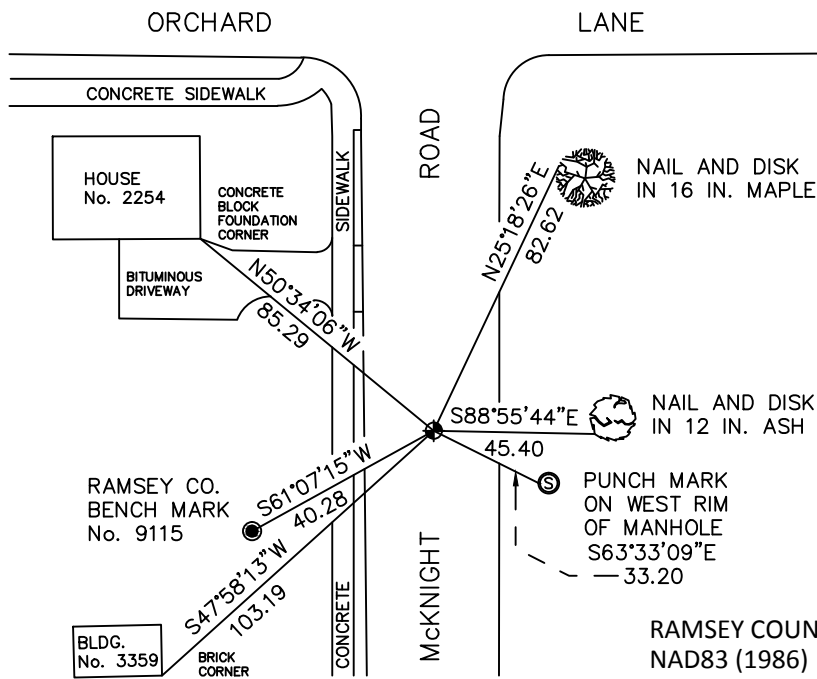 ORCHARD LANE
CONCRETE SIDEWALK
ROAD
SIDEWALK
HOUSE
No. 2254
CONCRETE
BLOCK
FOUNDATION
CORNER
BITUMINOUS
DRIVEWAY
N25°18'26"E
82.62
NAIL AND DISK
IN 16 IN. MAPLE
N50°34'06"W
85.29
S88°55'44"E
45.40
NAIL AND DISK
IN 12 IN. ASH
S
PUNCH MARK
ON WEST RIM
OF MANHOLE
S63°33'09"E
33.20
RAMSEY CO.
BENCH MARK
No. 9115
S61°07'15"W
40.28
S47°58'13"W
103.19
BLDG.
No. 3359
BRICK
CORNER
CONCRETE
McKNIGHT
RAMSEY COUN
NAD83 (1986)